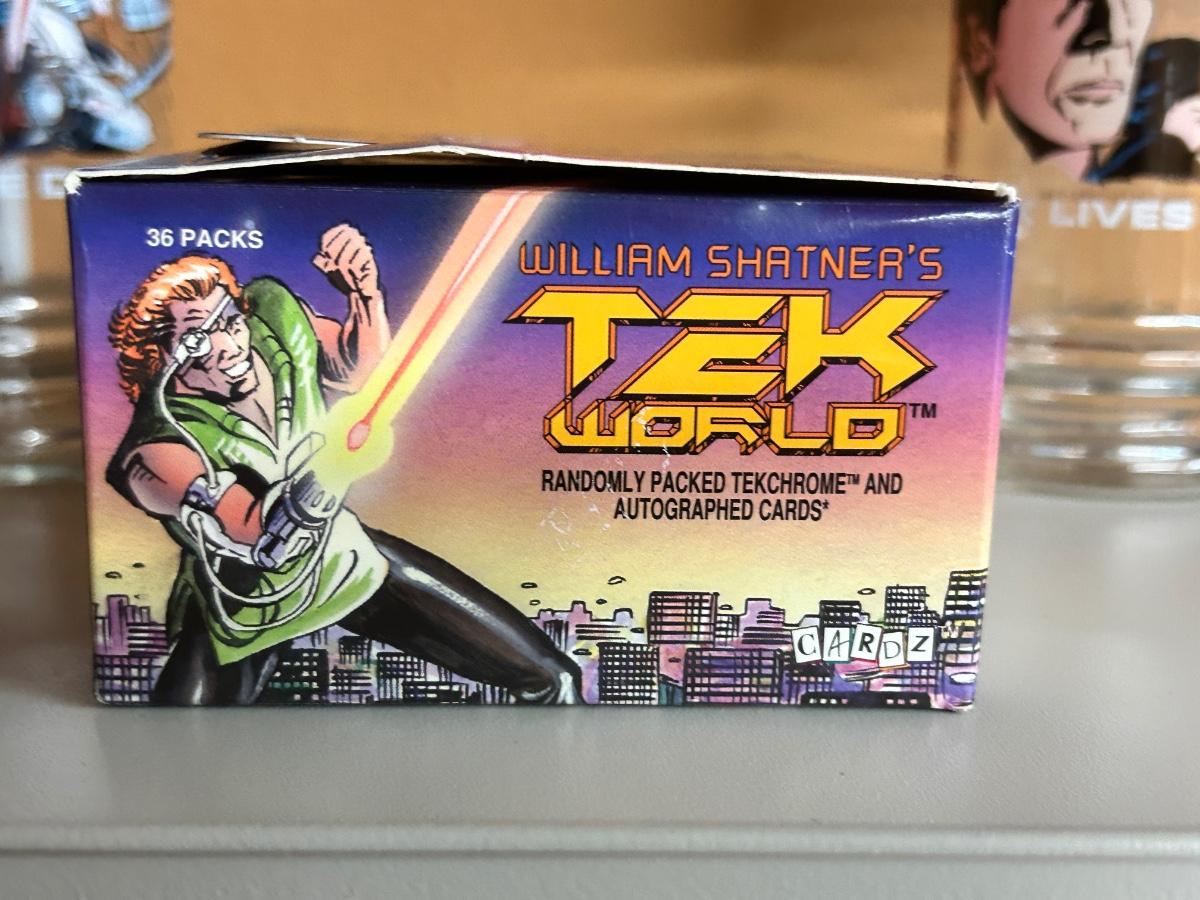 36 PACKS
WILLIAM SHATNER'S
TEK
WORLD™
RANDOMLY PACKED TEKCHROME™ AND
AUTOGRAPHED CARDS*
CARDZ
LIVES